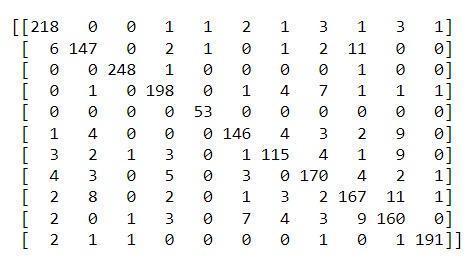 [[218 0 0 1 1 2 1 3 1 3 1]
[ 6 147 0 2 1 0 1 2 11 0 0]
[ 0 0 248 1 0 0 0 0 1 0 0]
[ 0 1 0 198 0 1 4 7 1 1 1]
[ 0 0 0 0 53 0 0 0 0 0 0]
[ 1 4 0 0 0 146 4 3 2 9 0]
[ 3 2 1 3 0 1 115 4 1 9 0]
[ 4 3 0 5 0 3 0 170 4 2 1]
[ 2 8 0 2 0 1 3 2 167 11 1]
[ 2 0 1 3 0 7 4 3 9 160 0]
[ 2 1 1 0 0 0 0 1 0 1 191]]